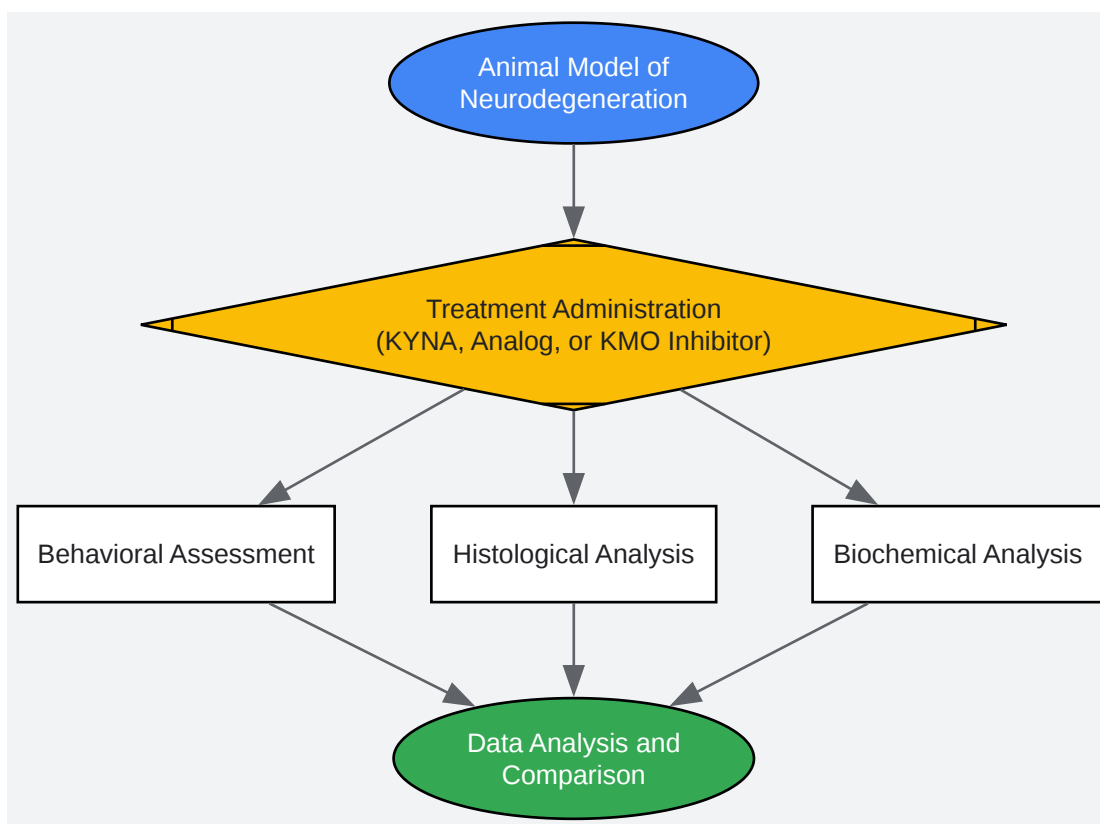 Animal Model of
Neurodegeneration
Treatment Administration
(KYNA, Analog, or KMO Inhibitor)
Behavioral Assessment
Histological Analysis
Biochemical Analysis
Data Analysis and
Comparison